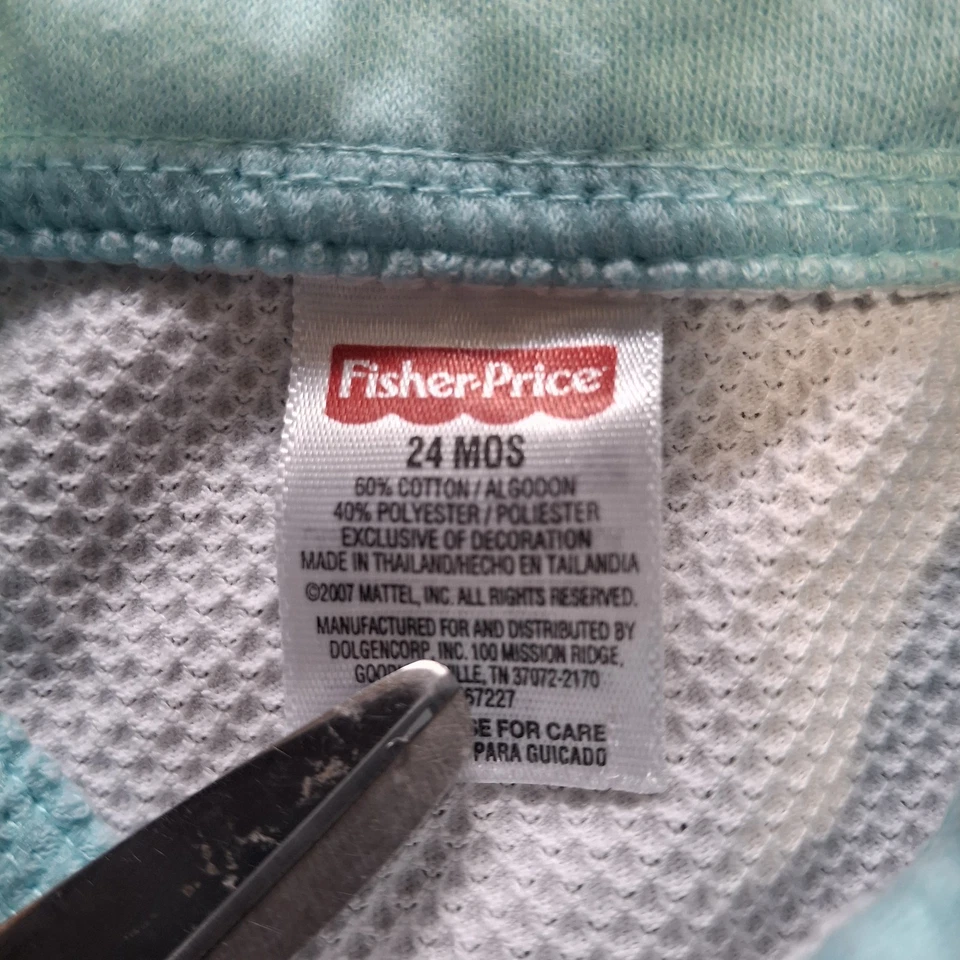 Fisher-Price
24 MOS
60% COTTON / ALGODON
40% POLYESTER / POLIESTER
EXCLUSIVE OF DECORATION
MADE IN THAILAND/HECHO EN TAILANDIA
©2007 MATTEL, INC. ALL RIGHTS RESERVED.
MANUFACTURED FOR AND DISTRIBUTED BY
DOLGENCORP, INC. 100 MISSION RIDGE,
TN 37072-2170
67227
FOR CARE
PARA GUICADO